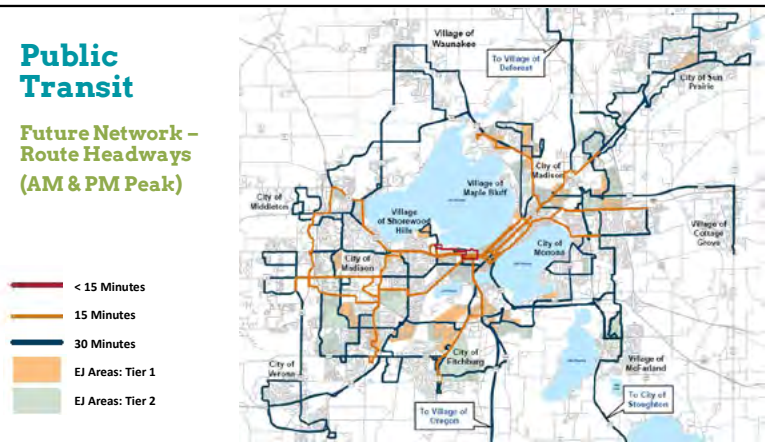 Public
Transit
Future Network –
Route Headways
(AM & PM Peak)
< 15 Minutes
15 Minutes
30 Minutes
EJ Areas: Tier 1
EJ Areas: Tier 2
Village of
Waunakee
To Village of
Deforest
City of Sun
Prairie
City of
Madison
Village of
Maple Bluff
City of
Middleton
Village
of Shorewood
Hills
Village of
Cottage
Grove
City of
Monona
City of
Madison
City of
Verona
City of
Fitchburg
Village of
McFarland
To Village of
Oregon
To City of
Stoughton